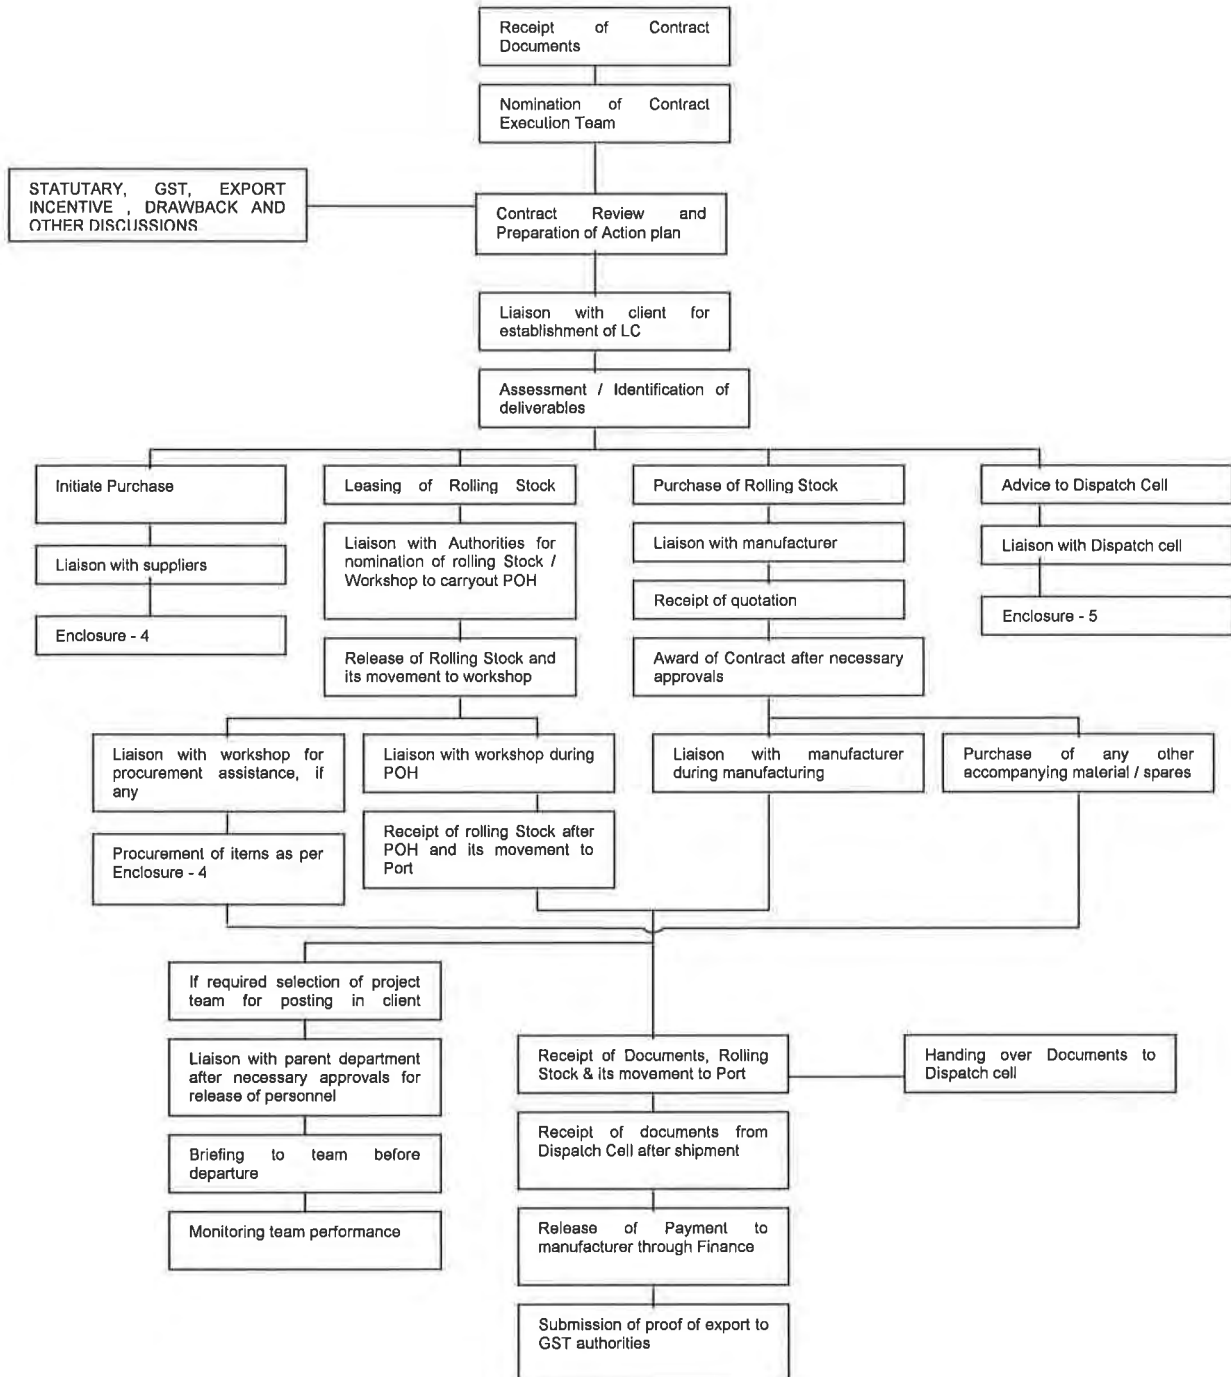 Receipt of Contract
Documents
Nomination of Contract
Execution Team
STATUTARY, GST, EXPORT
INCENTIVE , DRAWBACK AND
OTHER DISCUSSIONS
Contract Review and
Preparation of Action plan
Liaison with client for
establishment of LC
Assessment / Identification of
deliverables
Initiate Purchase
Leasing of Rolling Stock
Purchase of Rolling Stock
Advice to Dispatch Cell
Liaison with suppliers
Liaison with Authorities for
nomination of rolling Stock /
Workshop to carryout POH
Liaison with manufacturer
Liaison with Dispatch cell
Enclosure - 4
Receipt of quotation
Enclosure - 5
Release of Rolling Stock and
its movement to workshop
Award of Contract after necessary
approvals
Liaison with workshop for
procurement assistance, if
any
Liaison with workshop during
POH
Liaison with manufacturer
during manufacturing
Purchase of any other
accompanying material / spares
Procurement of items as per
Enclosure - 4
Receipt of rolling Stock after
POH and its movement to
Port
If required selection of project
team for posting in client
Liaison with parent department
after necessary approvals for
release of personnel
Receipt of Documents, Rolling
Stock & its movement to Port
Handing over Documents to
Dispatch cell
Briefing to team before
departure
Receipt of documents from
Dispatch Cell after shipment
Monitoring team performance
Release of Payment to
manufacturer through Finance
Submission of proof of export to
GST authorities